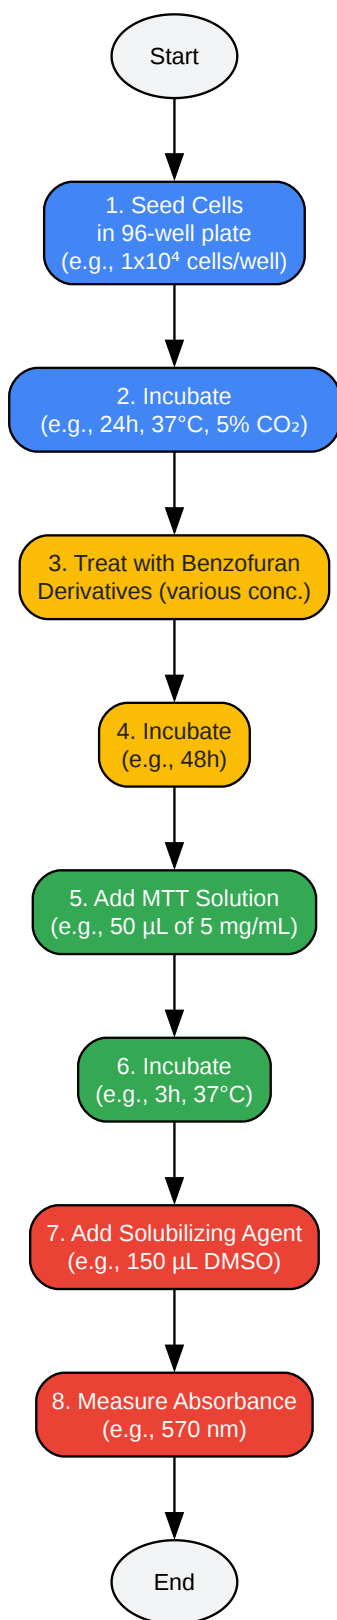 Start
1. Seed Cells
in 96-well plate
(e.g., 1x10⁴ cells/well)
2. Incubate
(e.g., 24h, 37°C, 5% CO₂)
3. Treat with Benzofuran
Derivatives (various conc.)
4. Incubate
(e.g., 48h)
5. Add MTT Solution
(e.g., 50 µL of 5 mg/mL)
6. Incubate
(e.g., 3h, 37°C)
7. Add Solubilizing Agent
(e.g., 150 µL DMSO)
8. Measure Absorbance
(e.g., 570 nm)
End